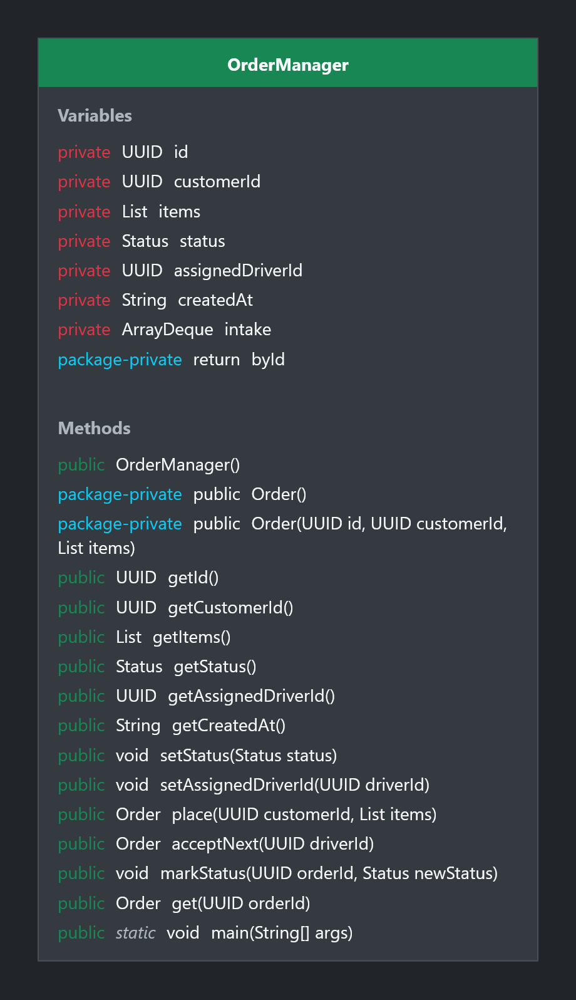 OrderManager
Variables
private UUID id
private UUID customerId
private List items
private Status status
private UUID assignedDriverId
private String createdAt
private ArrayDeque intake
package-private return byId
Methods
public OrderManager()
package-private public Order()
package-private public Order(UUID id, UUID customerId,
List items)
public UUID getId()
public UUID getCustomerId()
public List getItems()
public Status getStatus()
public UUID getAssignedDriverId()
public String getCreatedAt()
public void setStatus(Status status)
public void setAssignedDriverId(UUID driverId)
public Order place(UUID customerId, List items)
public Order acceptNext(UUID driverId)
public void markStatus(UUID orderId, Status newStatus)
public Order get(UUID orderId)
public static void main(String[] args)